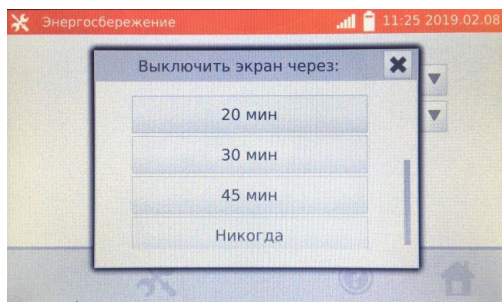 Энергосбережение 11:25 2019.02.08
Выключить экран через:
20 мин
30 мин
45 мин
Никогда